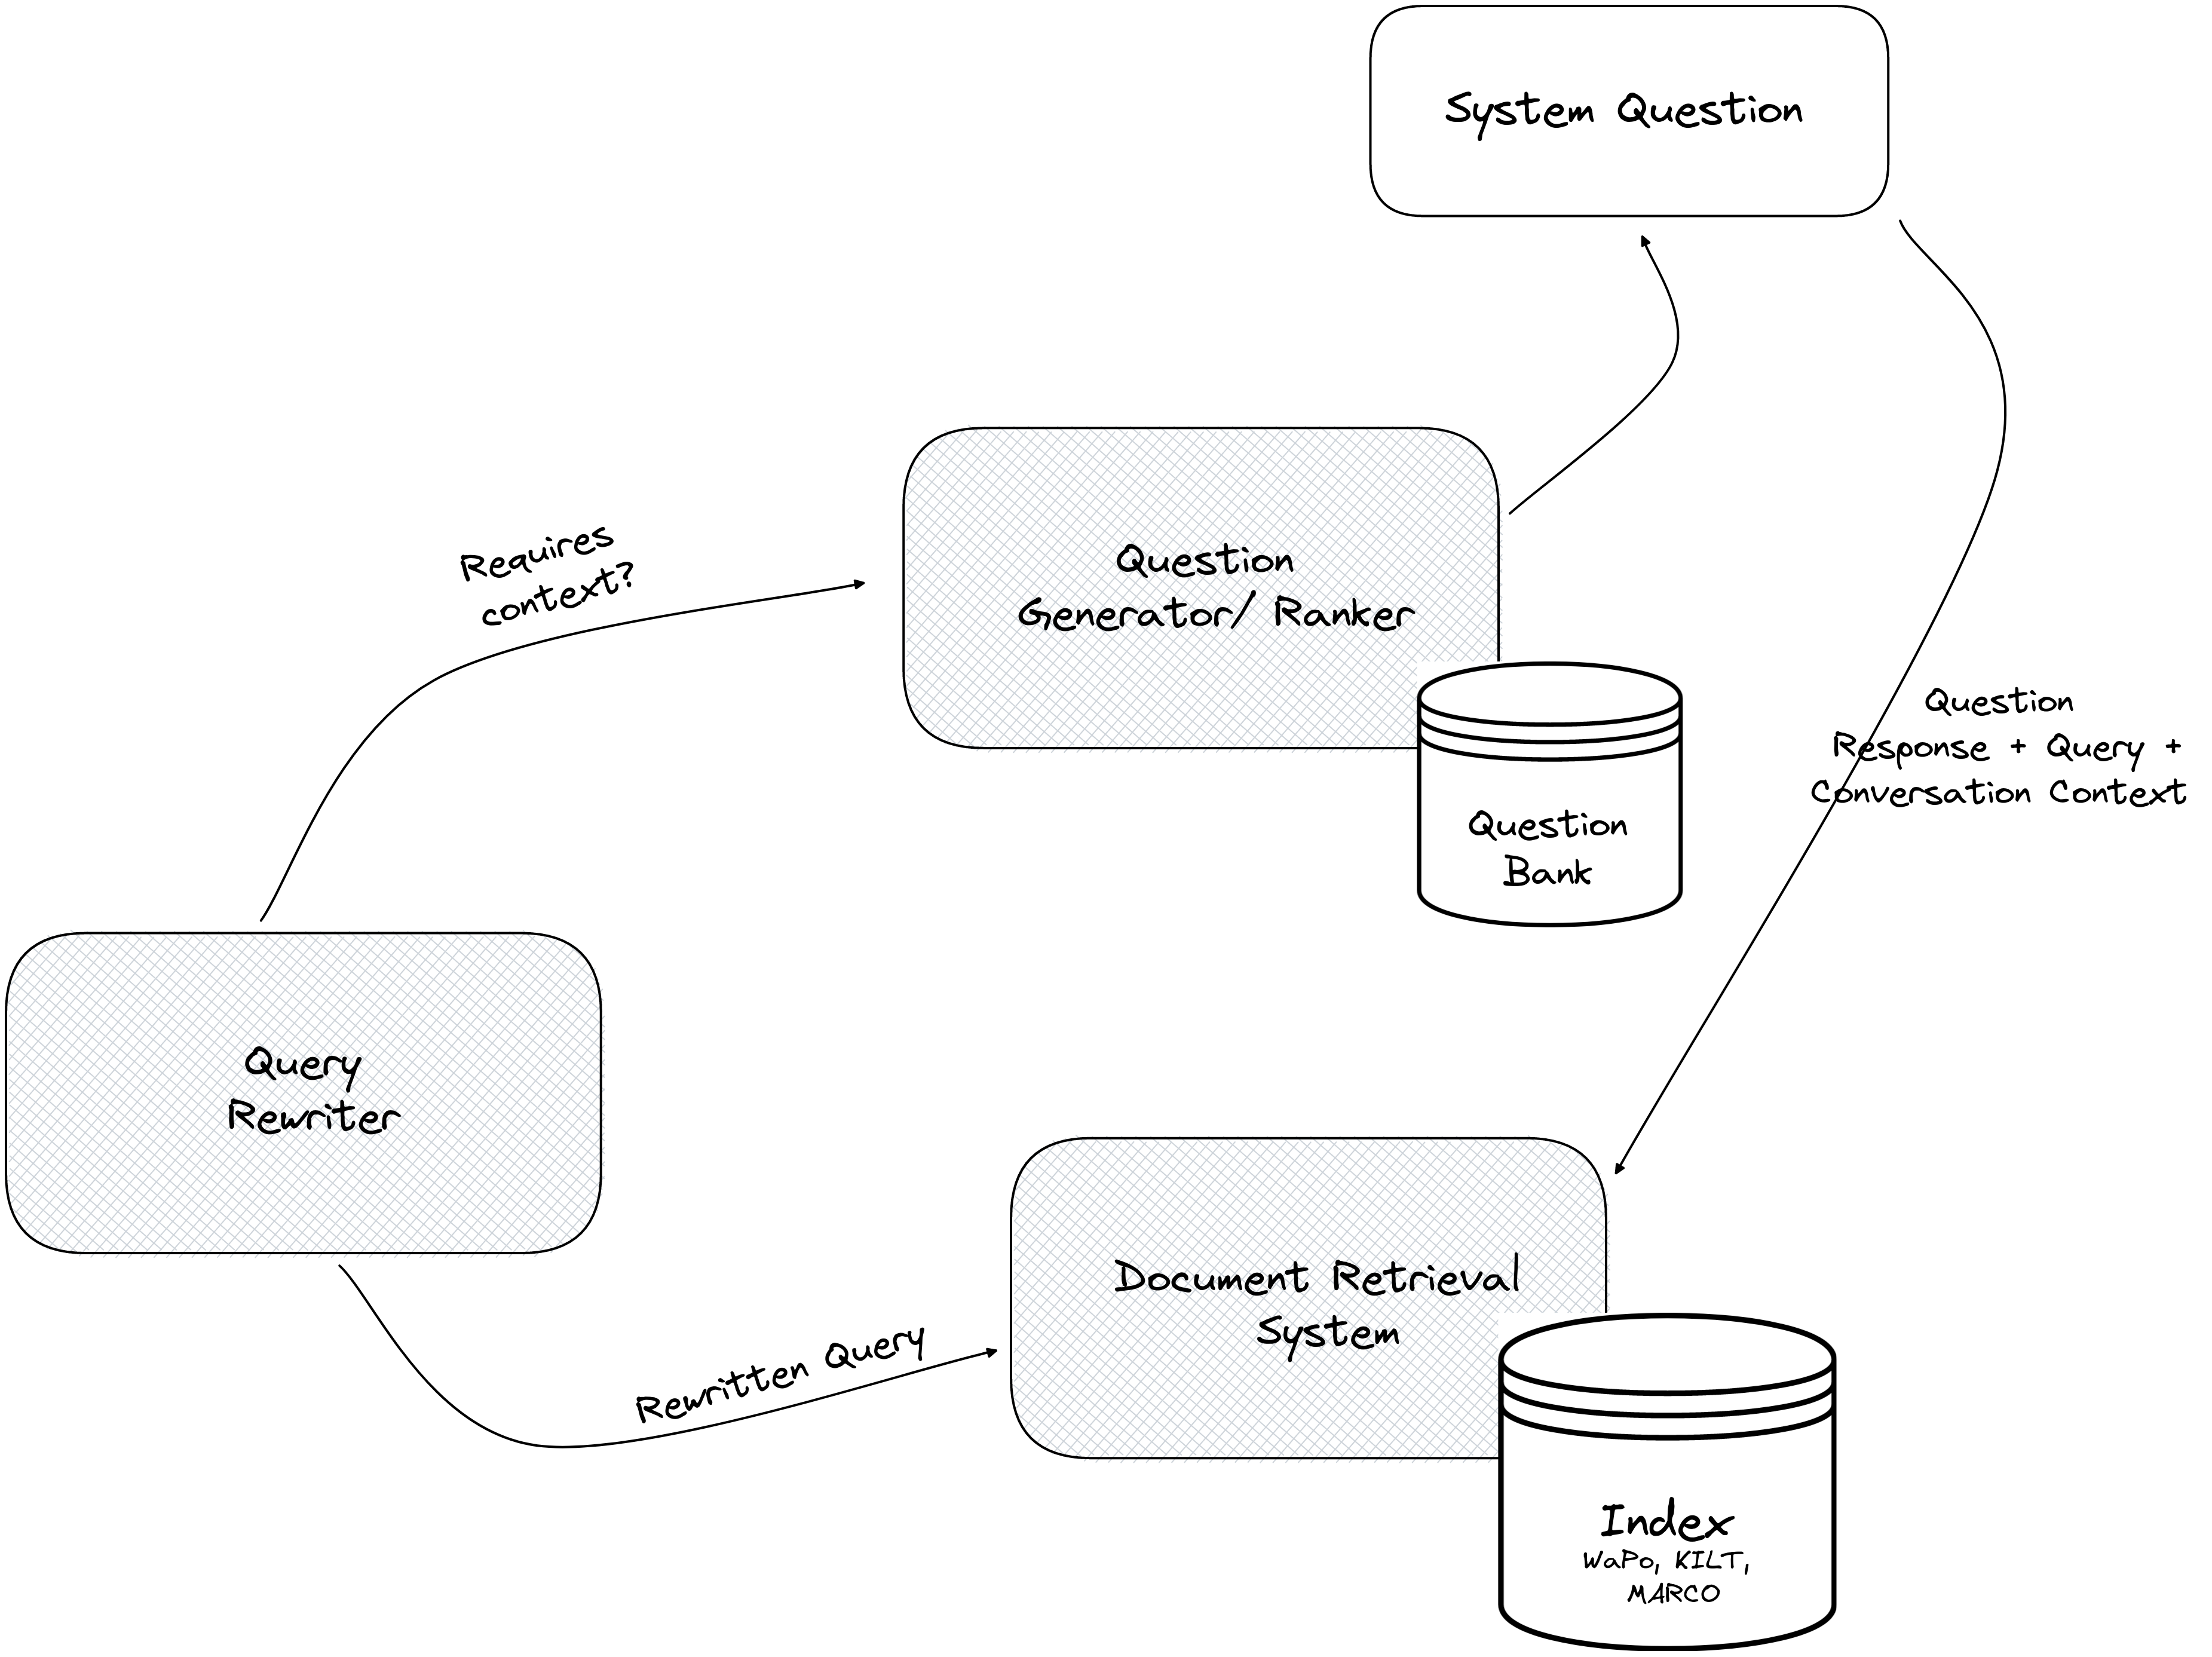 System Question
Requires
context?
Question
Generator/ Ranker
Question
Response + Query +
Conversation Context
Question
Bank
Query
Rewriter
Document Retrieval
System
Rewritten Query
Index
WaPo, KILT,
MARCO